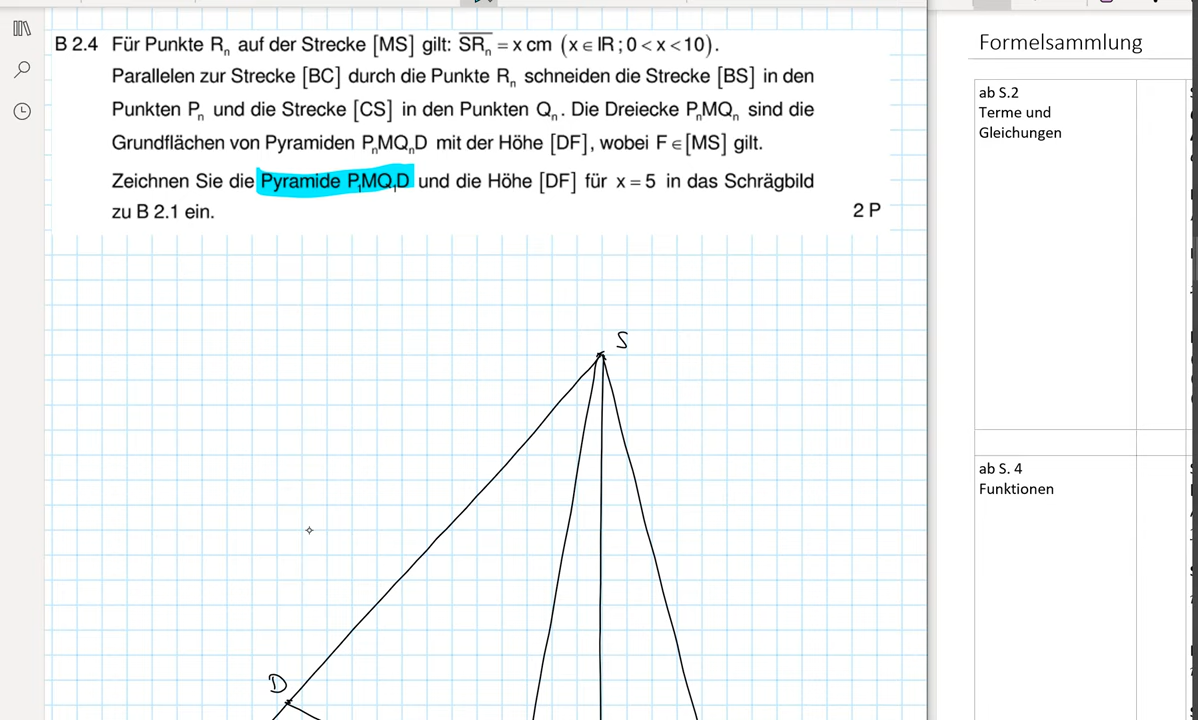 B 2.4 Für Punkte Rₙ auf der Strecke [MS] gilt: S̅R̅ₙ = x cm (x ∈ IR ; 0 < x < 10).
Parallelen zur Strecke [BC] durch die Punkte Rₙ schneiden die Strecke [BS] in den
Punkten Pₙ und die Strecke [CS] in den Punkten Qₙ. Die Dreiecke PₙMQₙ sind die
Grundflächen von Pyramiden PₙMQₙD mit der Höhe [DF], wobei F ∈ [MS] gilt.
Zeichnen Sie die Pyramide P₁MQ₁D und die Höhe [DF] für x = 5 in das Schrägbild
zu B 2.1 ein. 2 P
S
D
Formelsammlung
ab S.2
Terme und
Gleichungen
ab S. 4
Funktionen